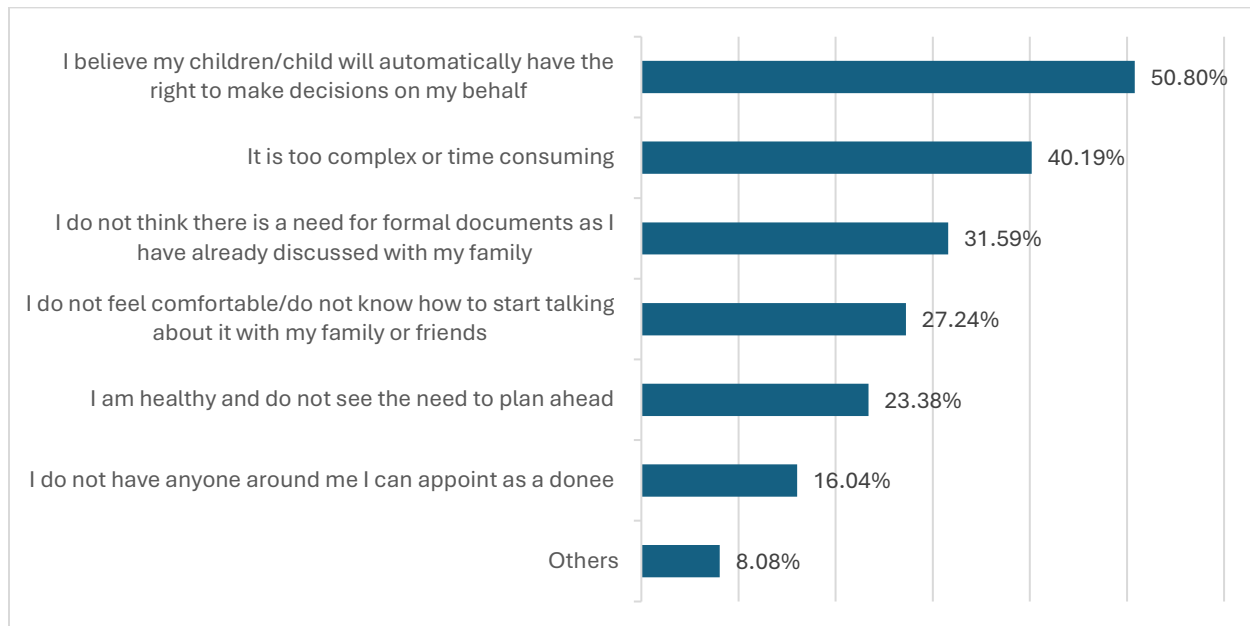 I believe my children/child will automatically have the
right to make decisions on my behalf
50.80%
It is too complex or time consuming
40.19%
I do not think there is a need for formal documents as I
have already discussed with my family
31.59%
I do not feel comfortable/do not know how to start talking
about it with my family or friends
27.24%
I am healthy and do not see the need to plan ahead
23.38%
I do not have anyone around me I can appoint as a donee
16.04%
Others
8.08%